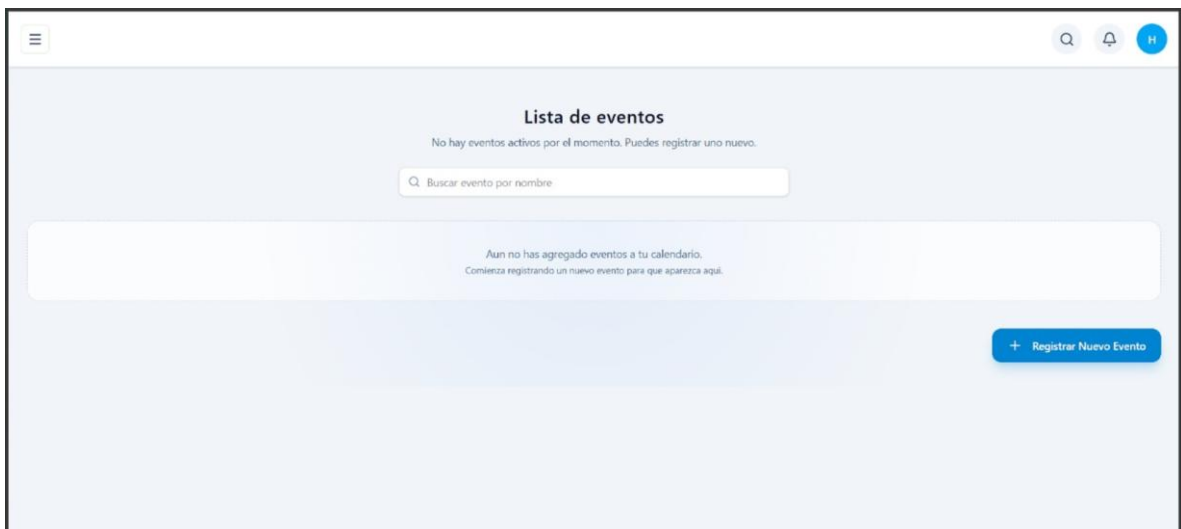 H
Lista de eventos
No hay eventos activos por el momento. Puedes registrar uno nuevo.
Buscar evento por nombre
Aun no has agregado eventos a tu calendario.
Comienza registrando un nuevo evento para que aparezca aqui.
+ Registrar Nuevo Evento